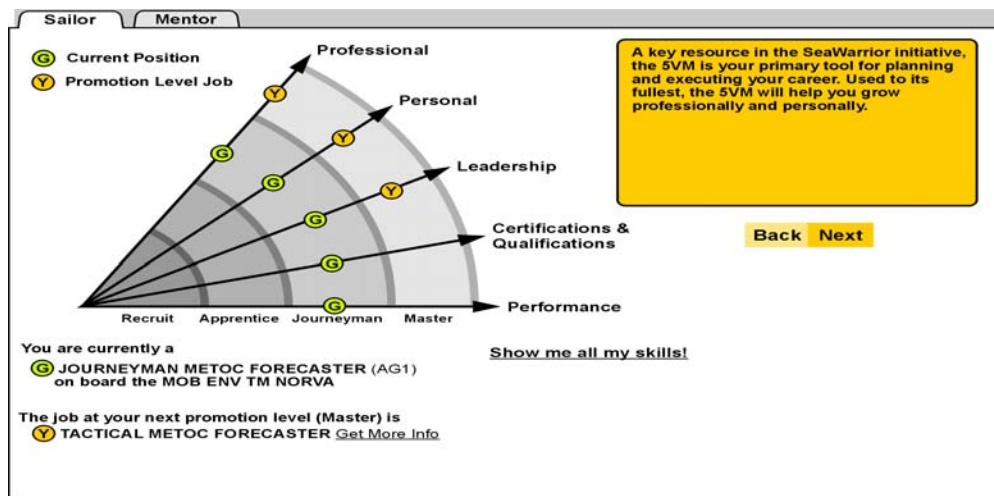 Sailor
Mentor
G Current Position
Y Promotion Level Job
Professional
Personal
Leadership
Certifications &
Qualifications
Performance
Y
Y
Y
G
G
G
G
G
Recruit
Apprentice
Journeyman
Master
A key resource in the SeaWarrior initiative,
the 5VM is your primary tool for planning
and executing your career. Used to its
fullest, the 5VM will help you grow
professionally and personally.
Back
Next
You are currently a
G JOURNEYMAN METOC FORECASTER (AG1)
on board the MOB ENV TM NORVA
Show me all my skills!
The job at your next promotion level (Master) is
Y TACTICAL METOC FORECASTER Get More Info